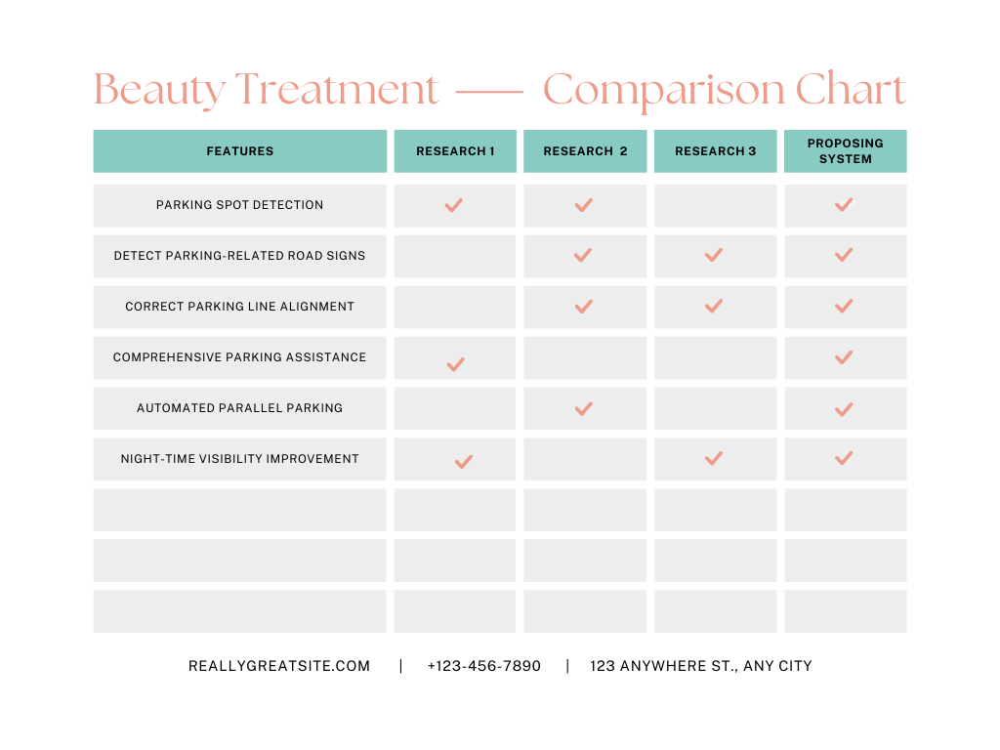 Beauty Treatment — Comparison Chart
FEATURES RESEARCH 1 RESEARCH 2 RESEARCH 3 PROPOSING SYSTEM
PARKING SPOT DETECTION
DETECT PARKING-RELATED ROAD SIGNS
CORRECT PARKING LINE ALIGNMENT
COMPREHENSIVE PARKING ASSISTANCE
AUTOMATED PARALLEL PARKING
NIGHT-TIME VISIBILITY IMPROVEMENT
REALLYGREATSITE.COM | +123-456-7890 | 123 ANYWHERE ST., ANY CITY